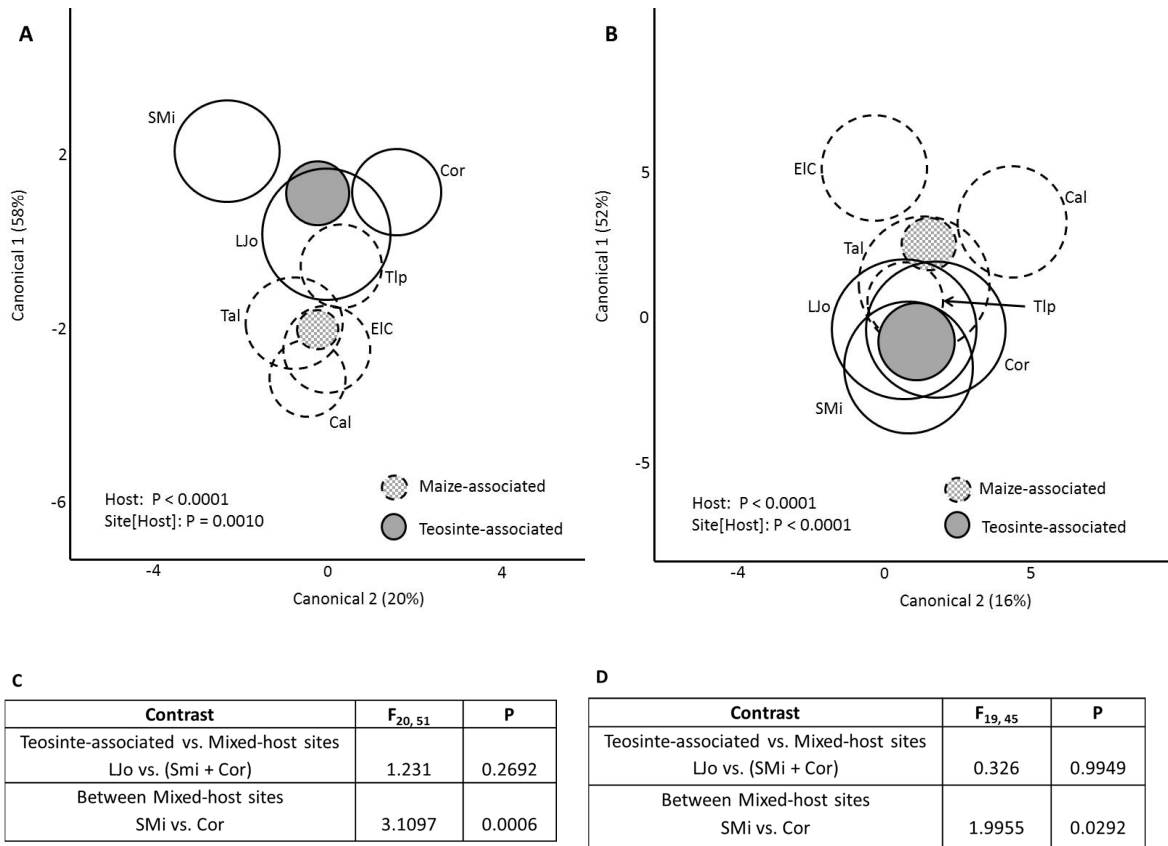 A
SMi
Cor
LJo
Tlp
Tal
ElC
Cal
2
-2
-6
Canonical 1 (58%)
Host:  P < 0.0001
Site[Host]: P = 0.0010
Maize-associated
Teosinte-associated
-4
0
4
Canonical 2 (20%)
B
ElC
Cal
Tal
LJo
Tlp
Cor
SMi
5
0
-5
Canonical 1 (52%)
Host:  P < 0.0001
Site[Host]: P < 0.0001
Maize-associated
Teosinte-associated
-4
0
5
Canonical 2 (16%)
C
Contrast F20, 51 P
Teosinte-associated vs. Mixed-host sites
LJo vs. (Smi + Cor) 1.231 0.2692
Between Mixed-host sites
SMi vs. Cor 3.1097 0.0006
D
Contrast F19, 45 P
Teosinte-associated vs. Mixed-host sites
LJo vs. (SMi + Cor) 0.326 0.9949
Between Mixed-host sites
SMi vs. Cor 1.9955 0.0292